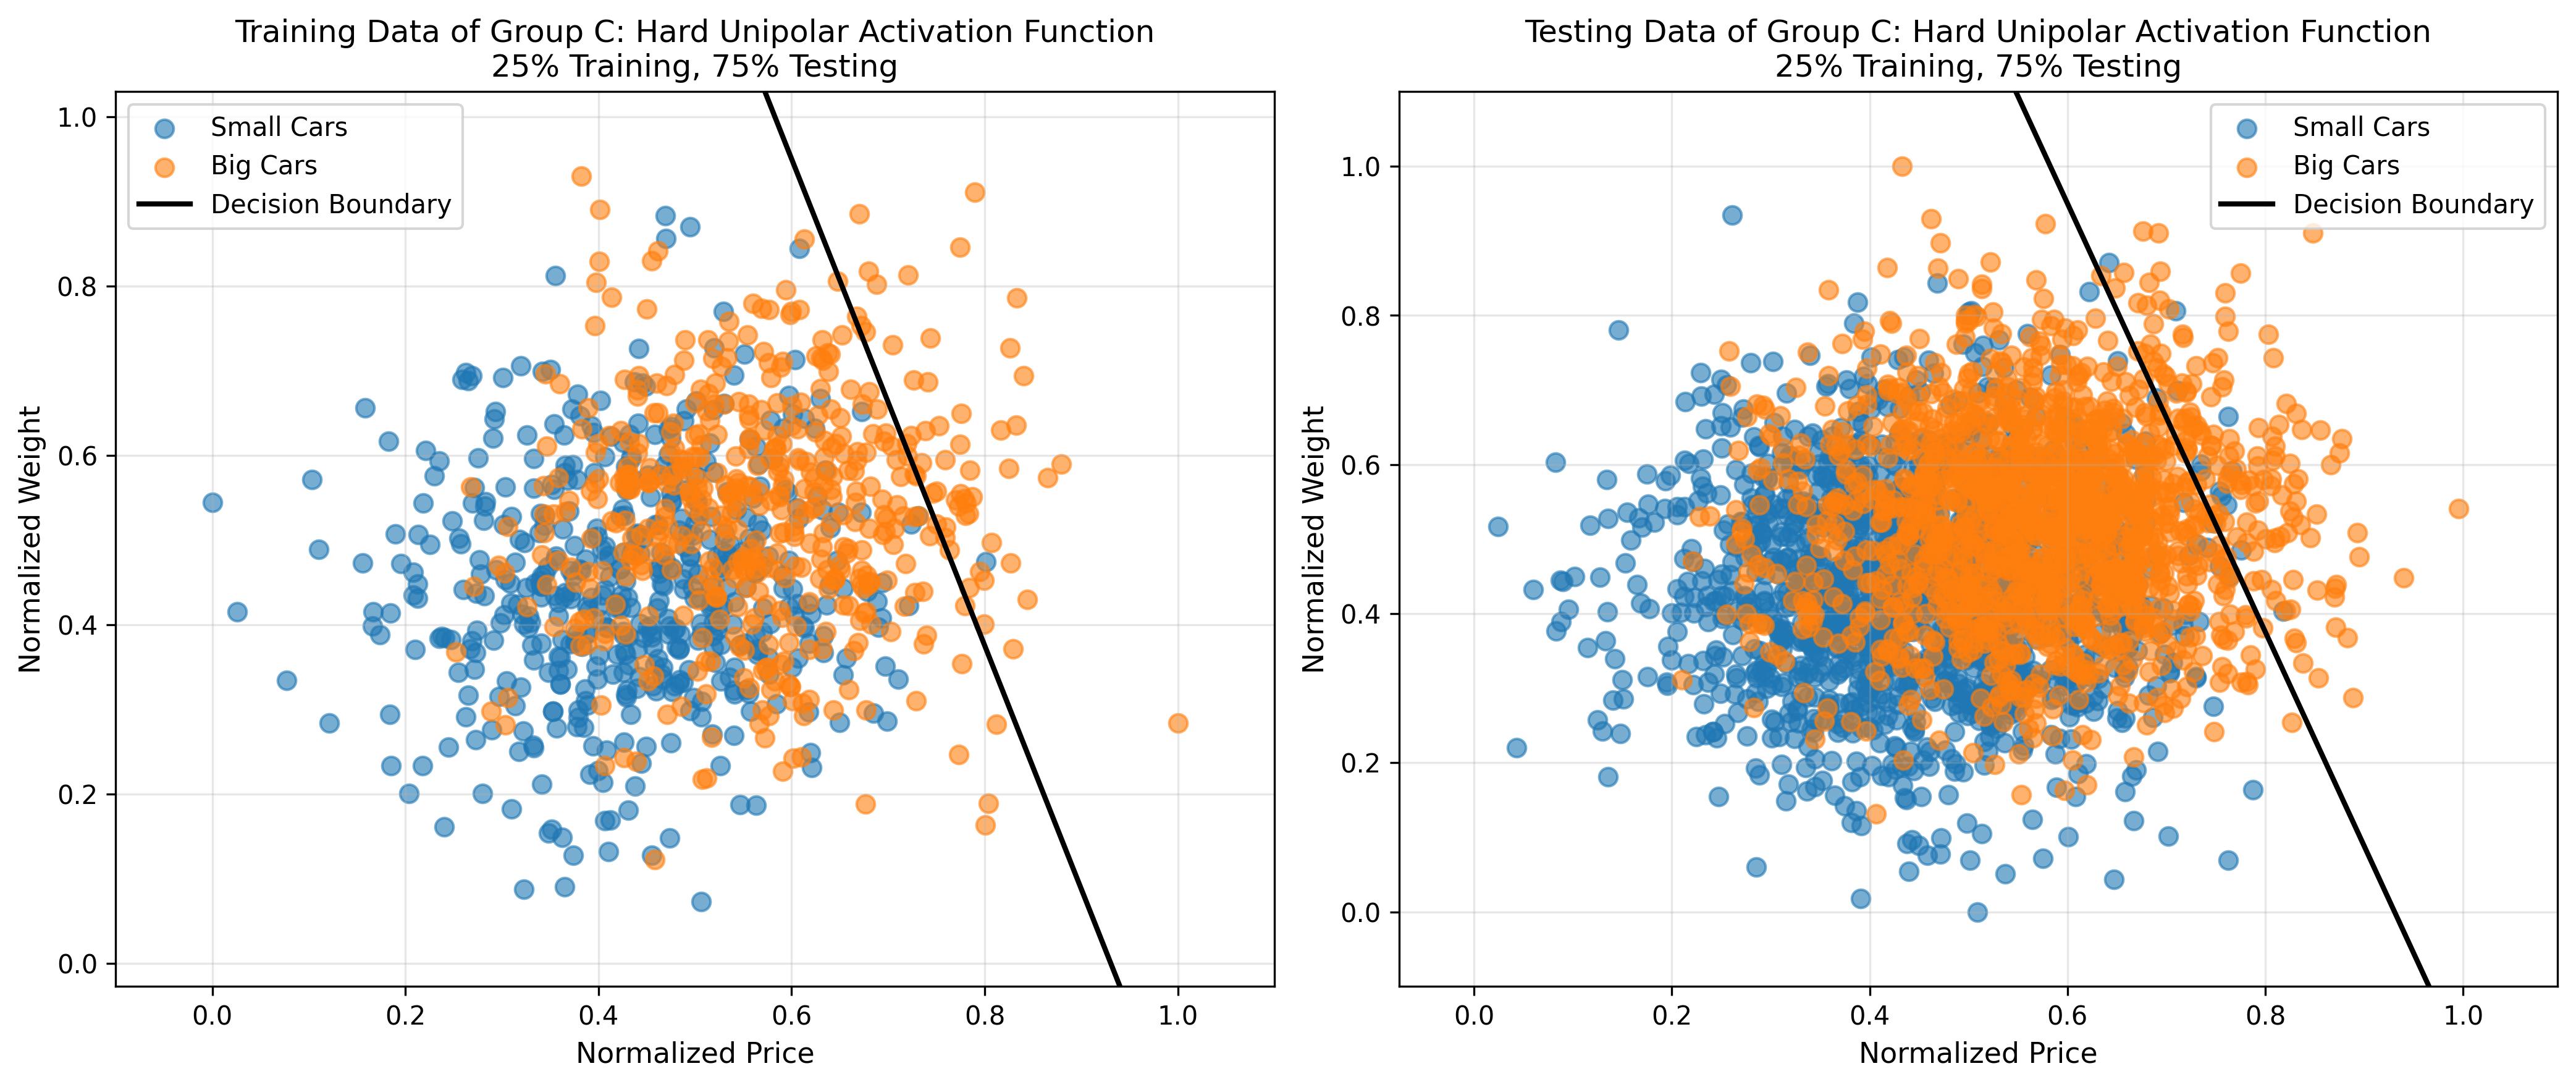 Training Data of Group C: Hard Unipolar Activation Function
25% Training, 75% Testing
Small Cars
Big Cars
Decision Boundary
Normalized Weight
1.0
0.8
0.6
0.4
0.2
0.0
0.0 0.2 0.4 0.6 0.8 1.0
Normalized Price
Testing Data of Group C: Hard Unipolar Activation Function
25% Training, 75% Testing
Small Cars
Big Cars
Decision Boundary
Normalized Weight
1.0
0.8
0.6
0.4
0.2
0.0
0.0 0.2 0.4 0.6 0.8 1.0
Normalized Price